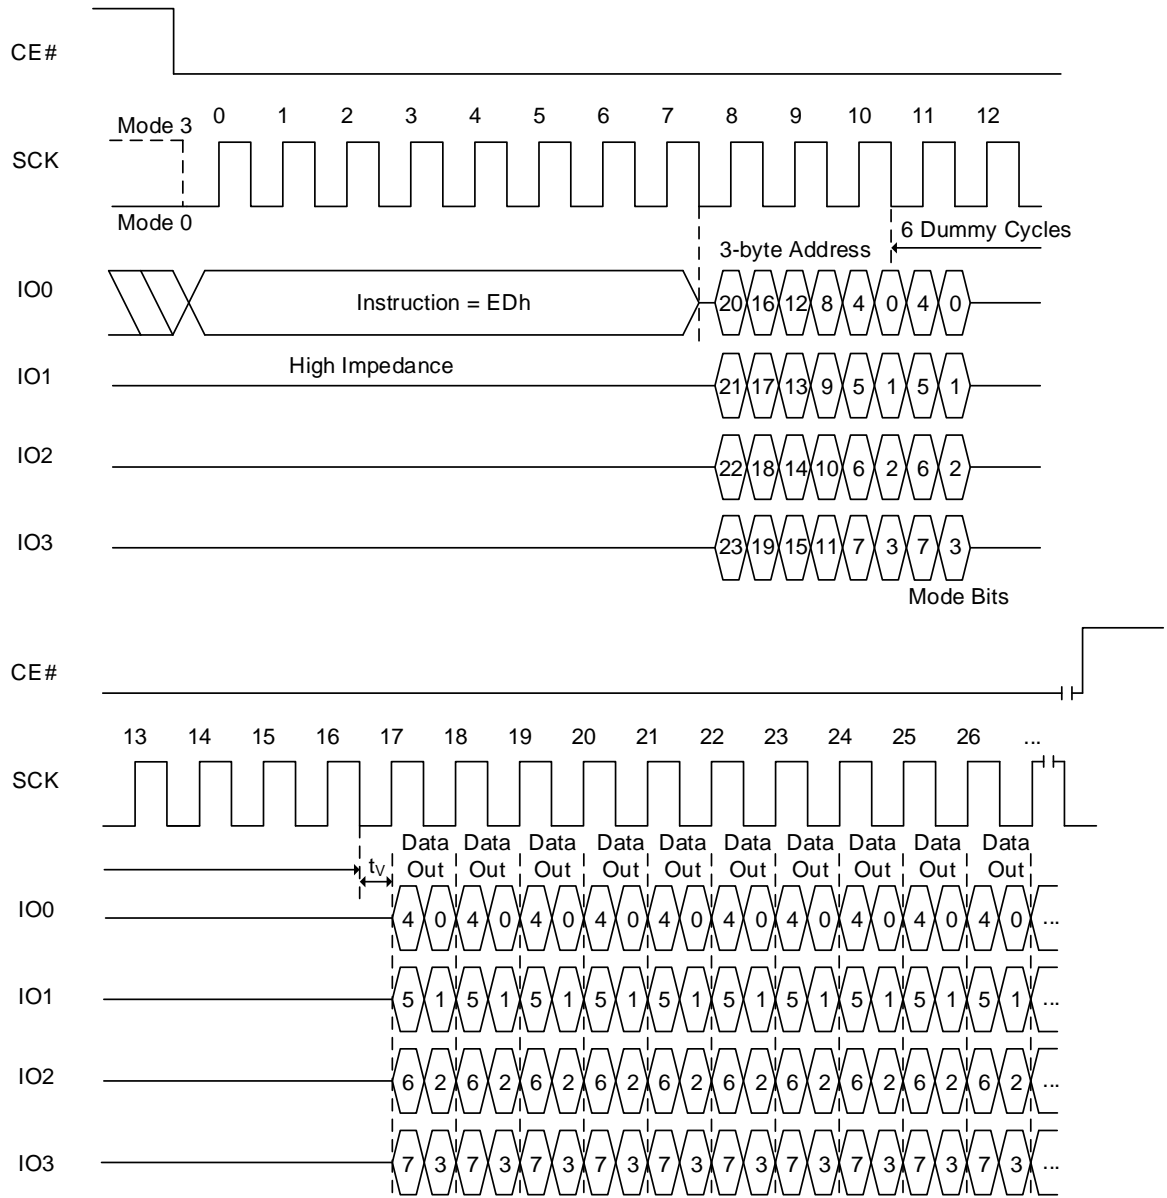 CE#
Mode 3
0 1 2 3 4 5 6 7 8 9 10 11 12
SCK
Mode 0
6 Dummy Cycles
3-byte Address
IO0
Instruction = EDh
20 16 12 8 4 0 4 0
High Impedance
IO1
21 17 13 9 5 1 5 1
IO2
22 18 14 10 6 2 6 2
IO3
23 19 15 11 7 3 7 3
Mode Bits
CE#
13 14 15 16 17 18 19 20 21 22 23 24 25 26 ...
SCK
Data Data Data Data Data Data Data Data Data Data
tV Out Out Out Out Out Out Out Out Out Out
IO0
4 0 4 0 4 0 4 0 4 0 4 0 4 0 4 0 4 0 4 0 ...
IO1
5 1 5 1 5 1 5 1 5 1 5 1 5 1 5 1 5 1 5 1 ...
IO2
6 2 6 2 6 2 6 2 6 2 6 2 6 2 6 2 6 2 6 2 ...
IO3
7 3 7 3 7 3 7 3 7 3 7 3 7 3 7 3 7 3 7 3 ...